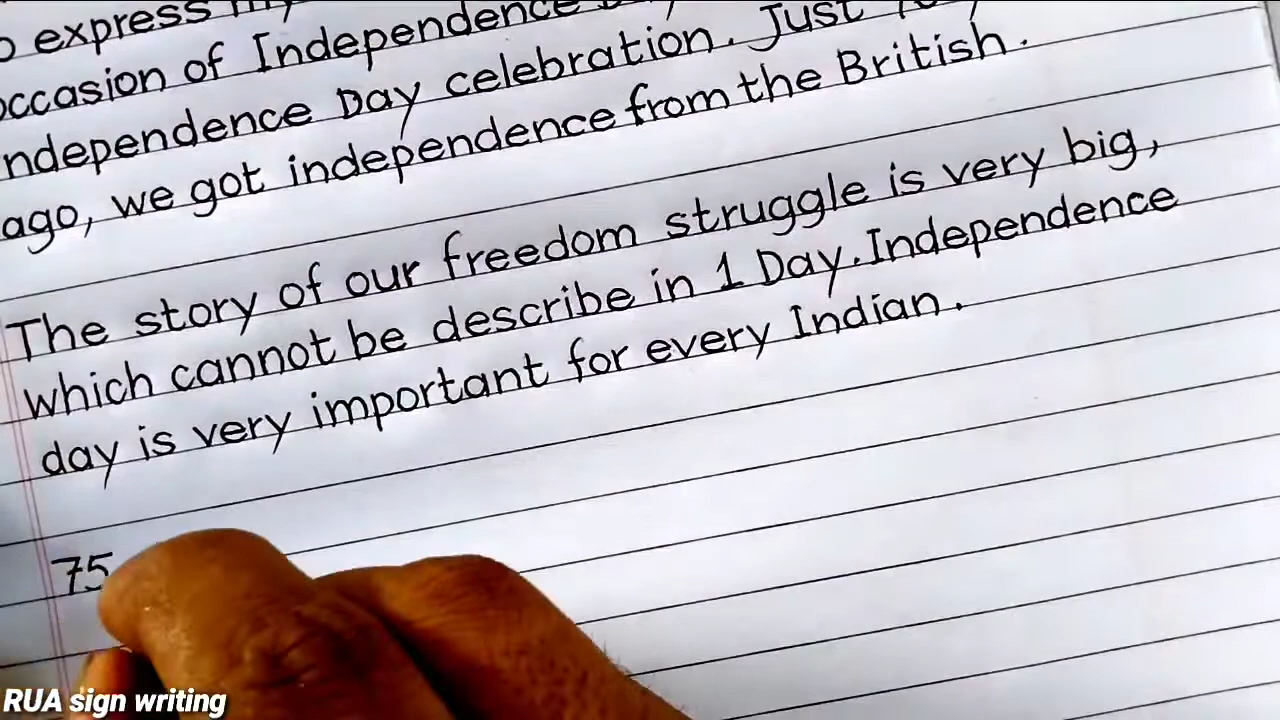 o express
occasion of Independence
ndependence Day celebration. Just
ago, we got independence from the British.
The story of our freedom struggle is very big,
which cannot be describe in 1 Day. Independence
day is very important for every Indian.
75
RUA sign writing